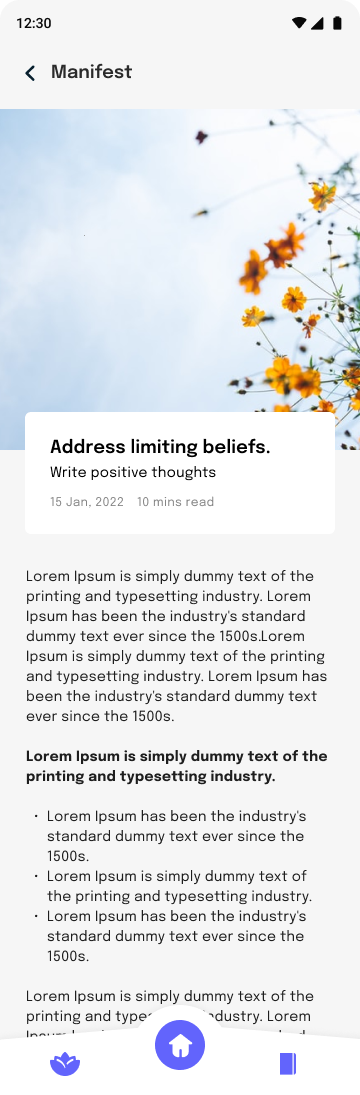 12:30
Manifest
Address limiting beliefs.
Write positive thoughts
15 Jan, 2022 10 mins read
Lorem Ipsum is simply dummy text of the
printing and typesetting industry. Lorem
Ipsum has been the industry's standard
dummy text ever since the 1500s.Lorem
Ipsum is simply dummy text of the printing
and typesetting industry. Lorem Ipsum has
been the industry's standard dummy text
ever since the 1500s.
Lorem Ipsum is simply dummy text of the
printing and typesetting industry.
• Lorem Ipsum has been the industry's
standard dummy text ever since the
1500s.
• Lorem Ipsum is simply dummy text of
the printing and typesetting industry.
• Lorem Ipsum has been the industry's
standard dummy text ever since the
1500s.
Lorem Ipsum is simply dummy text of the
printing and industry. Lorem